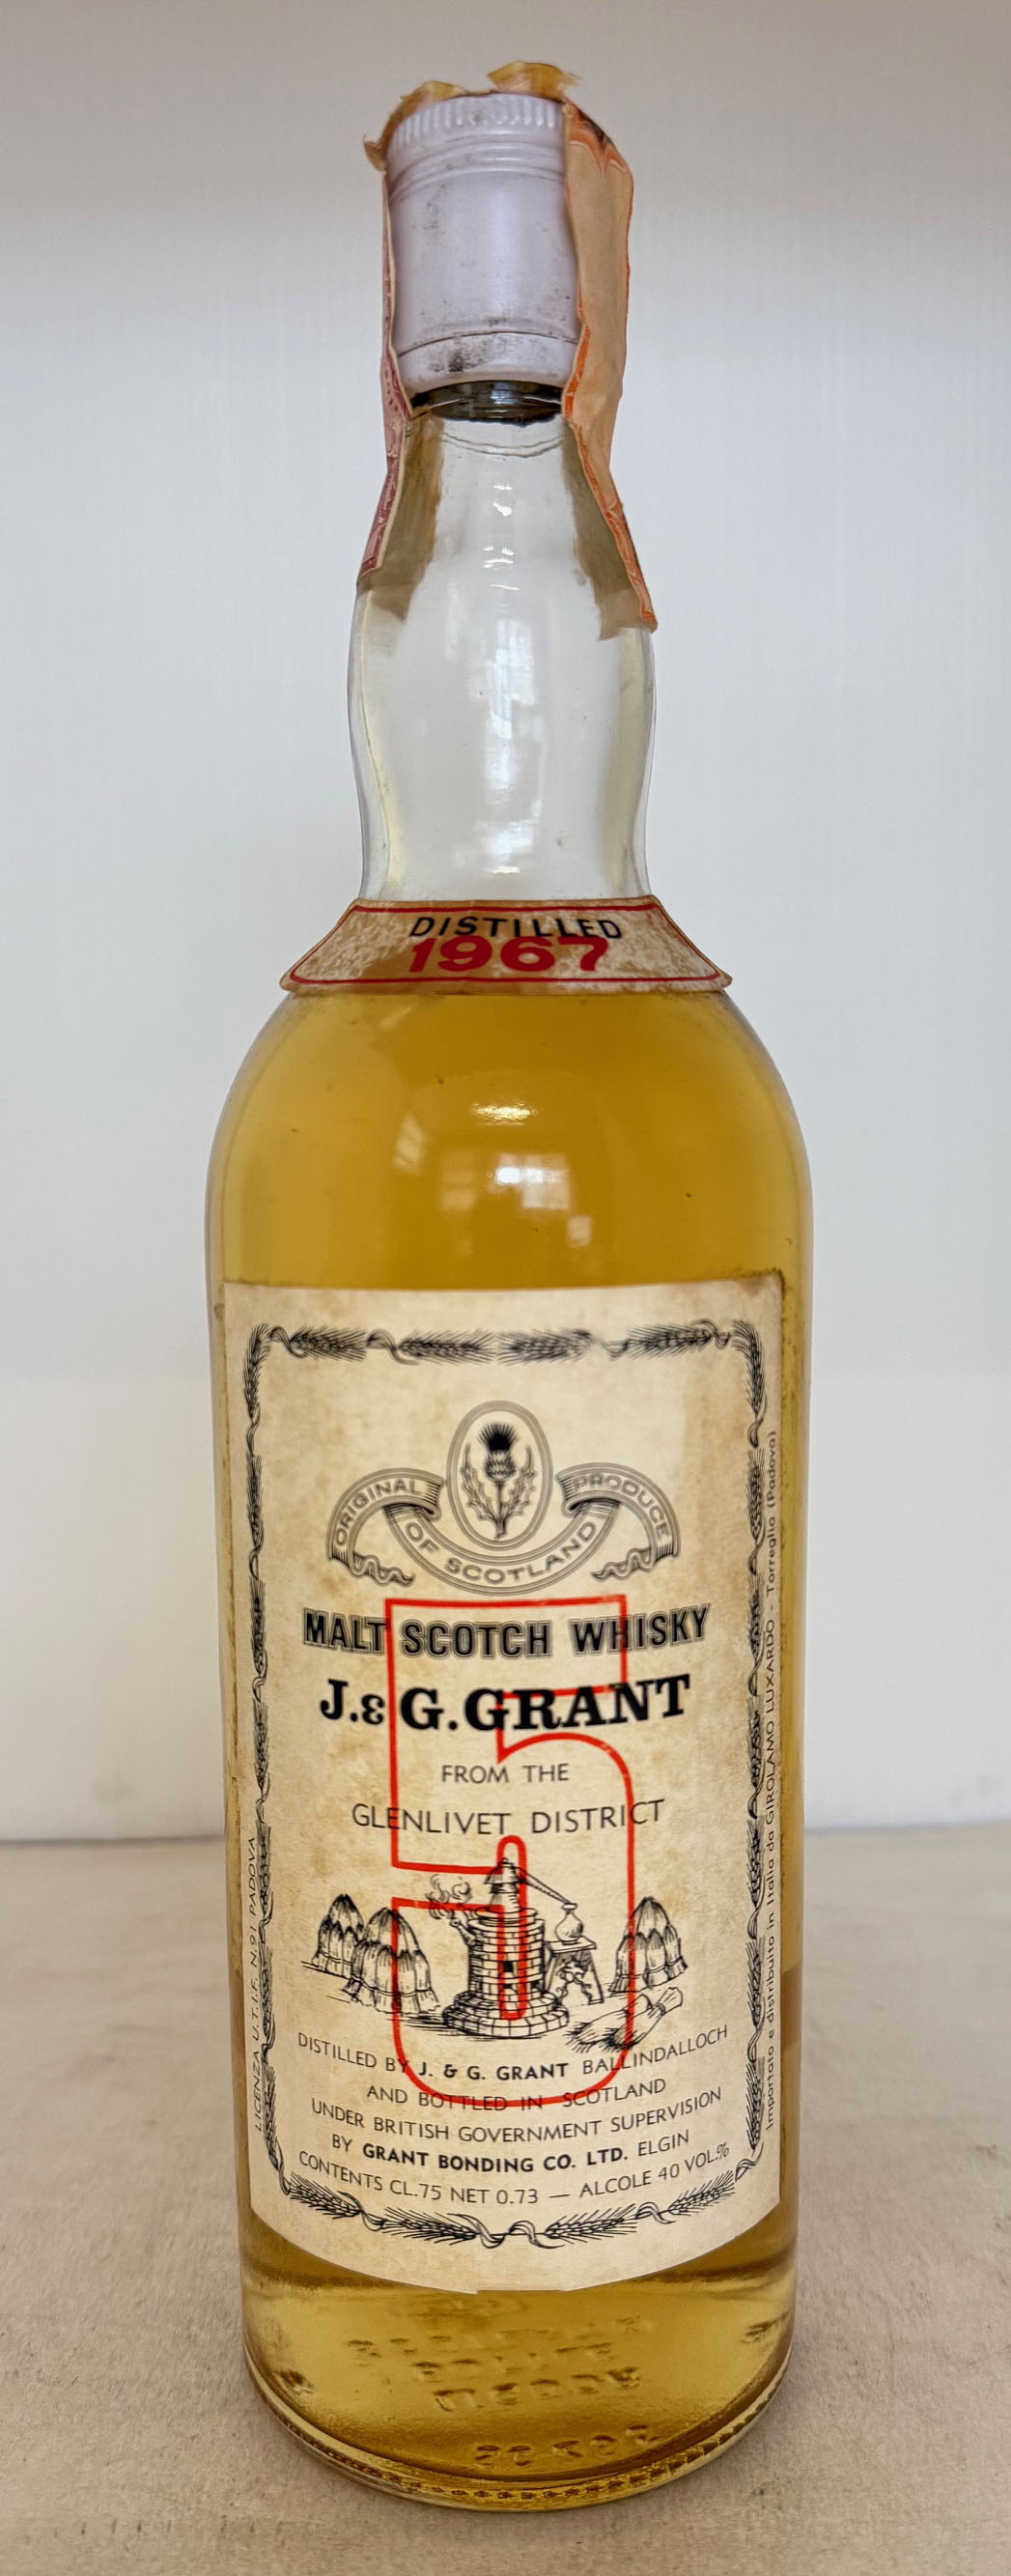 DISTILLED
1967
ORIGINAL PRODUCE
OF SCOTLAND
MALT SCOTCH WHISKY
J.& G.GRANT
5
FROM THE
GLENLIVET DISTRICT
DISTILLED BY J. & G. GRANT BALLINDALLOCH
AND BOTTLED IN SCOTLAND
UNDER BRITISH GOVERNMENT SUPERVISION
BY GRANT BONDING CO. LTD. ELGIN
CONTENTS CL.75 NET 0.73 — ALCOLE 40 VOL%
LICENZA U.T.I.F. N.91 PADOVA
Importato e distribuito in Italia da GIROLAMO LUXARDO - Torreglia (Padova)